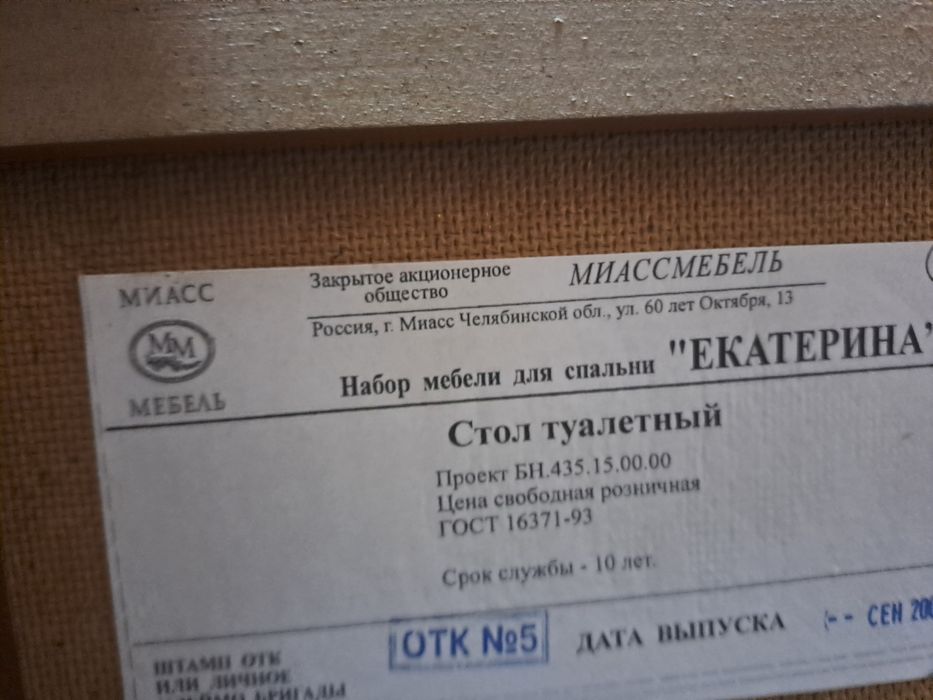 МИАСС
ММ
МЕБЕЛЬ
Закрытое акционерное
общество
МИАССМЕБЕЛЬ
Россия, г. Миасс Челябинской обл., ул. 60 лет Октября, 13
Набор мебели для спальни "ЕКАТЕРИНА"
Стол туалетный
Проект БН.435.15.00.00
Цена свободная розничная
ГОСТ 16371-93
Срок службы - 10 лет.
ШТАМП ОТК
ИЛИ ЛИЧНОЕ
БРИГАДЫ
ОТК №5
ДАТА ВЫПУСКА
-- СЕН 200